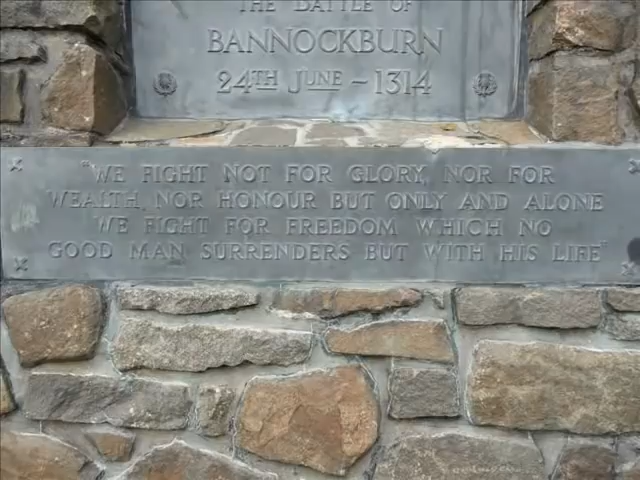 THE BATTLE OF
BANNOCKBURN
24TH JUNE - 1314
"WE FIGHT NOT FOR GLORY, NOR FOR
WEALTH, NOR HONOUR BUT ONLY AND ALONE
WE FIGHT FOR FREEDOM WHICH NO
GOOD MAN SURRENDERS BUT WITH HIS LIFE"